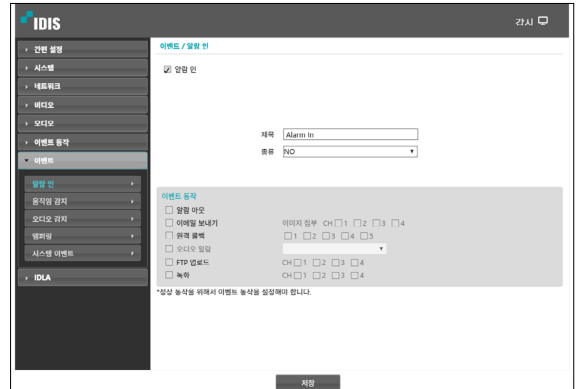 IDIS
감시
간편 설정
시스템
네트워크
비디오
오디오
이벤트 동작
이벤트
알람 인
움직임 감지
오디오 감지
탬퍼링
시스템 이벤트
IDLA
이벤트 / 알람 인
알람 인
제목 Alarm In
종류 NO
이벤트 동작
알람 아웃
이메일 보내기 이미지 첨부 CH 1 2 3 4
원격 콜백 1 2 3 4 5
오디오 알람
FTP 업로드 CH 1 2 3 4
녹화 CH 1 2 3 4
*정상 동작을 위해서 이벤트 동작을 설정해야 합니다.
저장